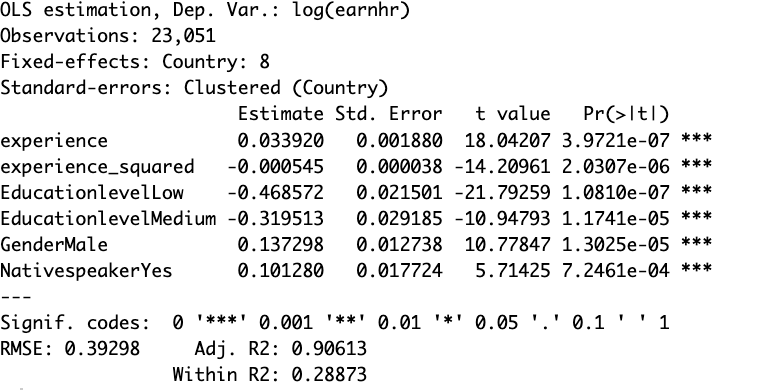 OLS estimation, Dep. Var.: log(earnhr)
Observations: 23,051
Fixed-effects: Country: 8
Standard-errors: Clustered (Country)
                    Estimate Std. Error   t value   Pr(>|t|)
experience          0.033920   0.001880  18.04207 3.9721e-07 ***
experience_squared -0.000545   0.000038 -14.20961 2.0307e-06 ***
EducationlevelLow  -0.468572   0.021501 -21.79259 1.0810e-07 ***
EducationlevelMedium -0.319513   0.029185 -10.94793 1.1741e-05 ***
GenderMale          0.137298   0.012738  10.77847 1.3025e-05 ***
NativespeakerYes    0.101280   0.017724   5.71425 7.2461e-04 ***
---
Signif. codes:  0 '***' 0.001 '**' 0.01 '*' 0.05 '.' 0.1 ' ' 1
RMSE: 0.39298     Adj. R2: 0.90613
                Within R2: 0.28873